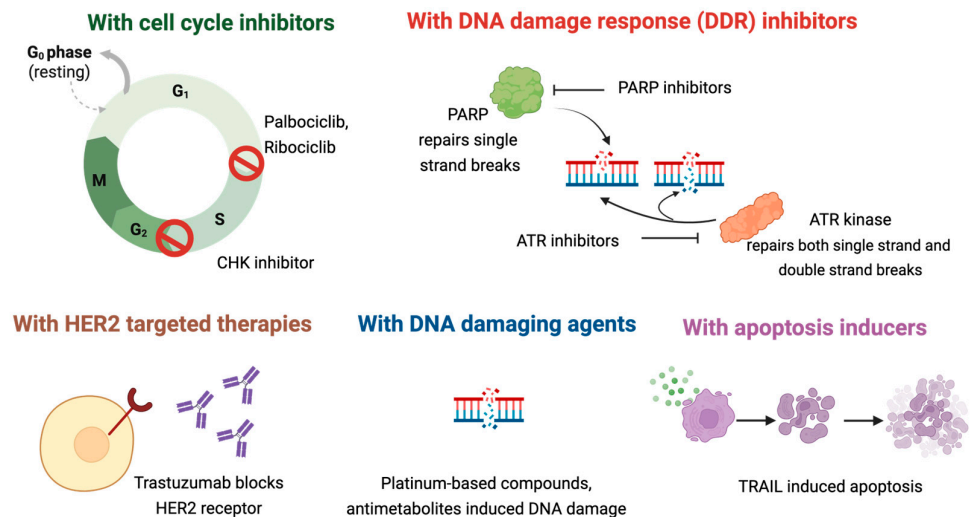 With cell cycle inhibitors
G₀ phase
(resting)
G₁
Palbociclib,
Ribociclib
M
S
G₂
CHK inhibitor
With DNA damage response (DDR) inhibitors
PARP inhibitors
PARP
repairs single
strand breaks
ATR inhibitors
ATR kinase
repairs both single strand and
double strand breaks
With HER2 targeted therapies
Trastuzumab blocks
HER2 receptor
With DNA damaging agents
Platinum-based compounds,
antimetabolites induced DNA damage
With apoptosis inducers
TRAIL induced apoptosis